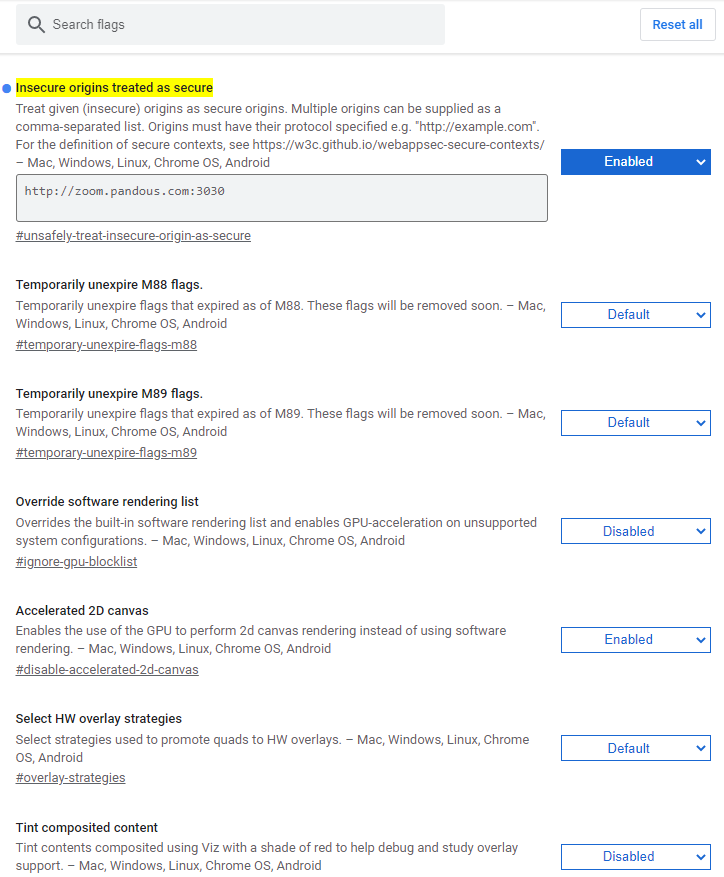 Search flags
Reset all
Insecure origins treated as secure
Treat given (insecure) origins as secure origins. Multiple origins can be supplied as a
comma-separated list. Origins must have their protocol specified e.g. "http://example.com".
For the definition of secure contexts, see https://w3c.github.io/webappsec-secure-contexts/
– Mac, Windows, Linux, Chrome OS, Android
Enabled
http://zoom.pandous.com:3030
#unsafely-treat-insecure-origin-as-secure
Temporarily unexpire M88 flags.
Temporarily unexpire flags that expired as of M88. These flags will be removed soon. – Mac,
Windows, Linux, Chrome OS, Android
Default
#temporary-unexpire-flags-m88
Temporarily unexpire M89 flags.
Temporarily unexpire flags that expired as of M89. These flags will be removed soon. – Mac,
Windows, Linux, Chrome OS, Android
Default
#temporary-unexpire-flags-m89
Override software rendering list
Overrides the built-in software rendering list and enables GPU-acceleration on unsupported
system configurations. – Mac, Windows, Linux, Chrome OS, Android
Disabled
#ignore-gpu-blocklist
Accelerated 2D canvas
Enables the use of the GPU to perform 2d canvas rendering instead of using software
rendering. – Mac, Windows, Linux, Chrome OS, Android
Enabled
#disable-accelerated-2d-canvas
Select HW overlay strategies
Select strategies used to promote quads to HW overlays. – Mac, Windows, Linux, Chrome
OS, Android
Default
#overlay-strategies
Tint composited content
Tint contents composited using Viz with a shade of red to help debug and study overlay
support. – Mac, Windows, Linux, Chrome OS, Android
Disabled